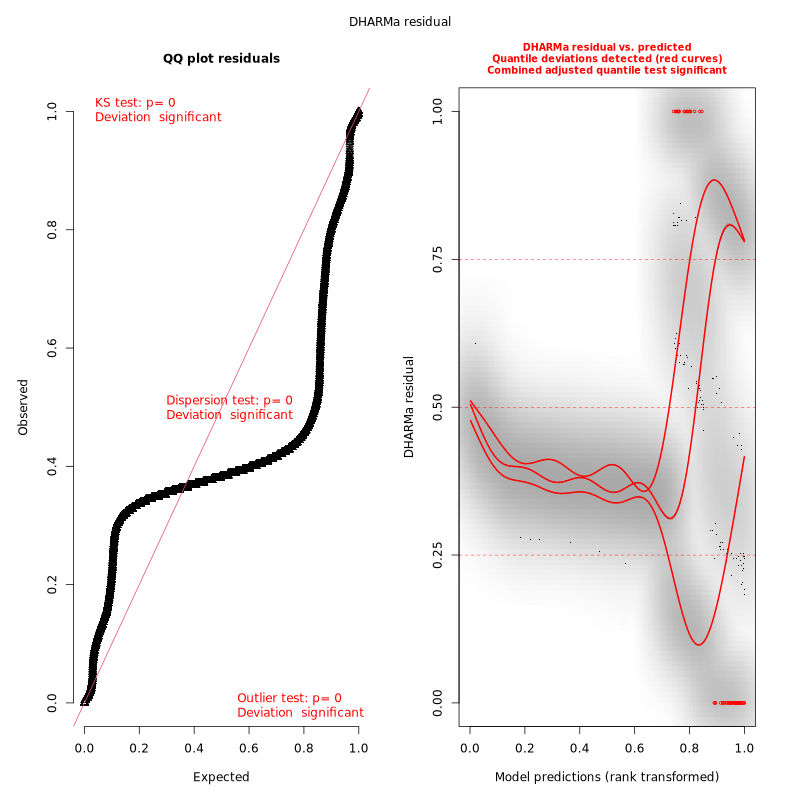 DHARMa residual
QQ plot residuals
KS test: p= 0
Deviation  significant
Dispersion test: p= 0
Deviation  significant
Outlier test: p= 0
Deviation  significant
1.0
0.8
0.6
0.4
0.2
0.0
Observed
0.0 0.2 0.4 0.6 0.8 1.0
Expected
DHARMa residual vs. predicted
Quantile deviations detected (red curves)
Combined adjusted quantile test significant
1.00
0.75
0.50
0.25
0.00
DHARMa residual
0.0 0.2 0.4 0.6 0.8 1.0
Model predictions (rank transformed)